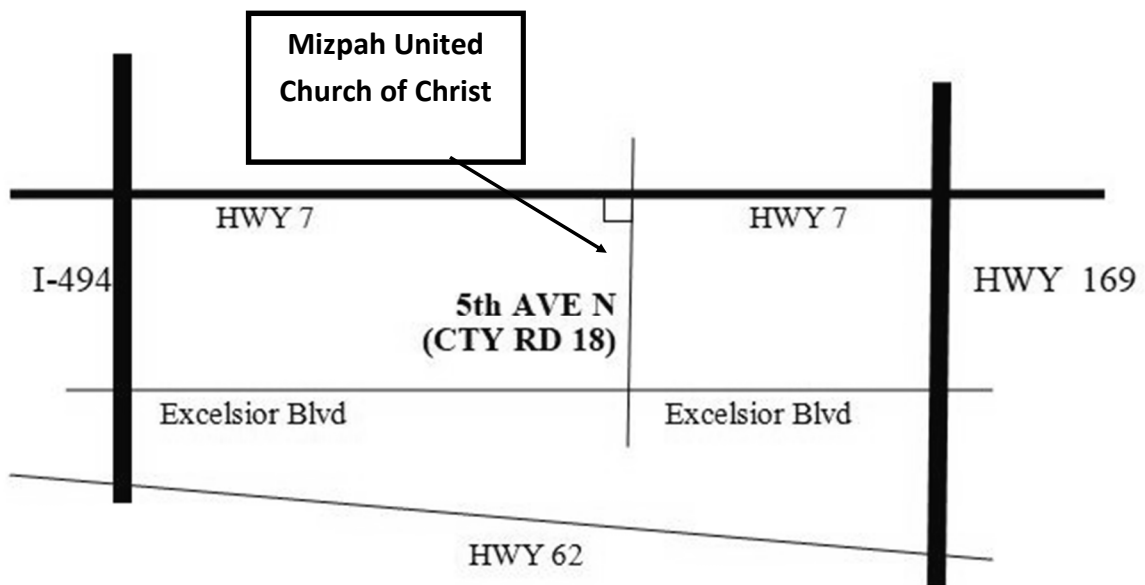 Mizpah United
Church of Christ
HWY 7
HWY 7
I-494
HWY 169
5th AVE N
(CTY RD 18)
Excelsior Blvd
Excelsior Blvd
HWY 62